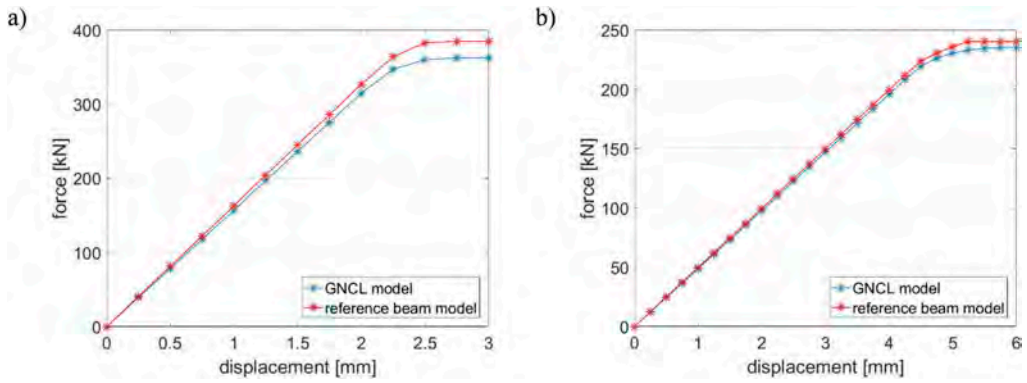 a)
400
300
200
100
0
force [kN]
0
0.5
1
1.5
2
2.5
3
displacement [mm]
GNCL model
reference beam model
b)
250
200
150
100
50
0
force [kN]
0
1
2
3
4
5
6
displacement [mm]
GNCL model
reference beam model